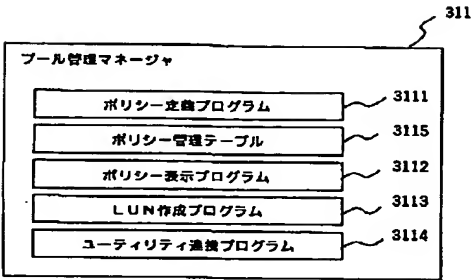 311
プール管理マネージャ
ポリシー定義プログラム 3111
ポリシー管理テーブル 3115
ポリシー表示プログラム 3112
LUN作成プログラム 3113
ユーティリティ連携プログラム 3114